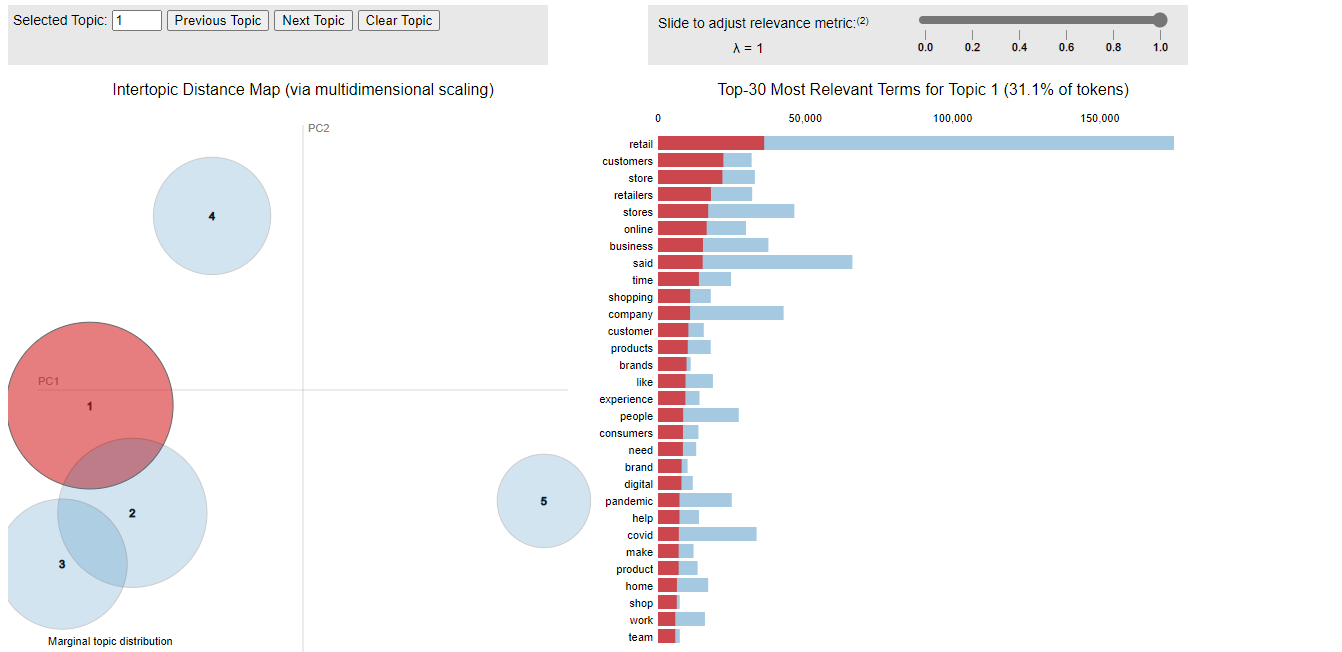 Selected Topic: 1 Previous Topic Next Topic Clear Topic
Slide to adjust relevance metric:(2)
λ = 1
0.0 0.2 0.4 0.6 0.8 1.0
Intertopic Distance Map (via multidimensional scaling)
PC2
PC1
4
1
2
3
5
Marginal topic distribution
Top-30 Most Relevant Terms for Topic 1 (31.1% of tokens)
0 50,000 100,000 150,000
retail
customers
store
retailers
stores
online
business
said
time
shopping
company
customer
products
brands
like
experience
people
consumers
need
brand
digital
pandemic
help
covid
make
product
home
shop
work
team